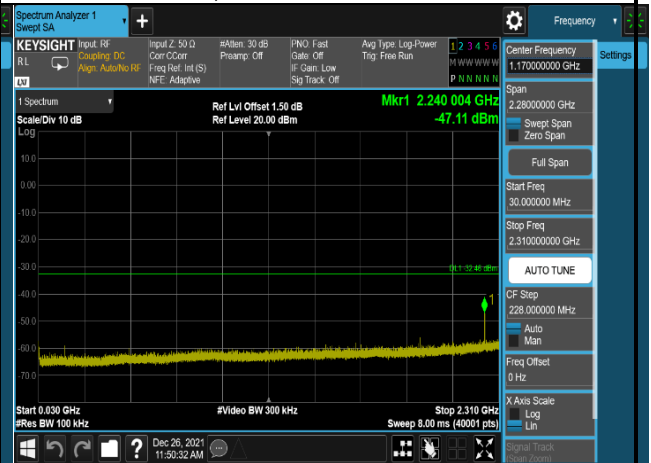 Spectrum Analyzer 1
Swept SA
+
Frequency
KEYSIGHT
RL
LXI
Input: RF
Coupling: DC
Align: Auto/No RF
Input Z: 50 Ω
Corr CCorr
Freq Ref: Int (S)
NFE: Adaptive
#Atten: 30 dB
Preamp: Off
PNO: Fast
Gate: Off
IF Gain: Low
Sig Track: Off
Avg Type: Log-Power
Trig: Free Run
1 2 3 4 5 6
M W W W W W
P N N N N N
Center Frequency
1.170000000 GHz
Settings
Span
2.28000000 GHz
Swept Span
Zero Span
Full Span
Start Freq
30.000000 MHz
Stop Freq
2.310000000 GHz
AUTO TUNE
CF Step
228.000000 MHz
Auto
Man
Freq Offset
0 Hz
X Axis Scale
Log
Lin
Signal Track
(Span Zoom)
1 Spectrum
Scale/Div 10 dB
Log
Ref Lvl Offset 1.50 dB
Ref Level 20.00 dBm
Mkr1 2.240 004 GHz
-47.11 dBm
10.0
0.00
-10.0
-20.0
-30.0
-40.0
-50.0
-60.0
-70.0
DL1 -32.48 dBm
1
Start 0.030 GHz
#Res BW 100 kHz
#Video BW 300 kHz
Stop 2.310 GHz
Sweep 8.00 ms (40001 pts)
?
Dec 26, 2021
11:50:32 AM